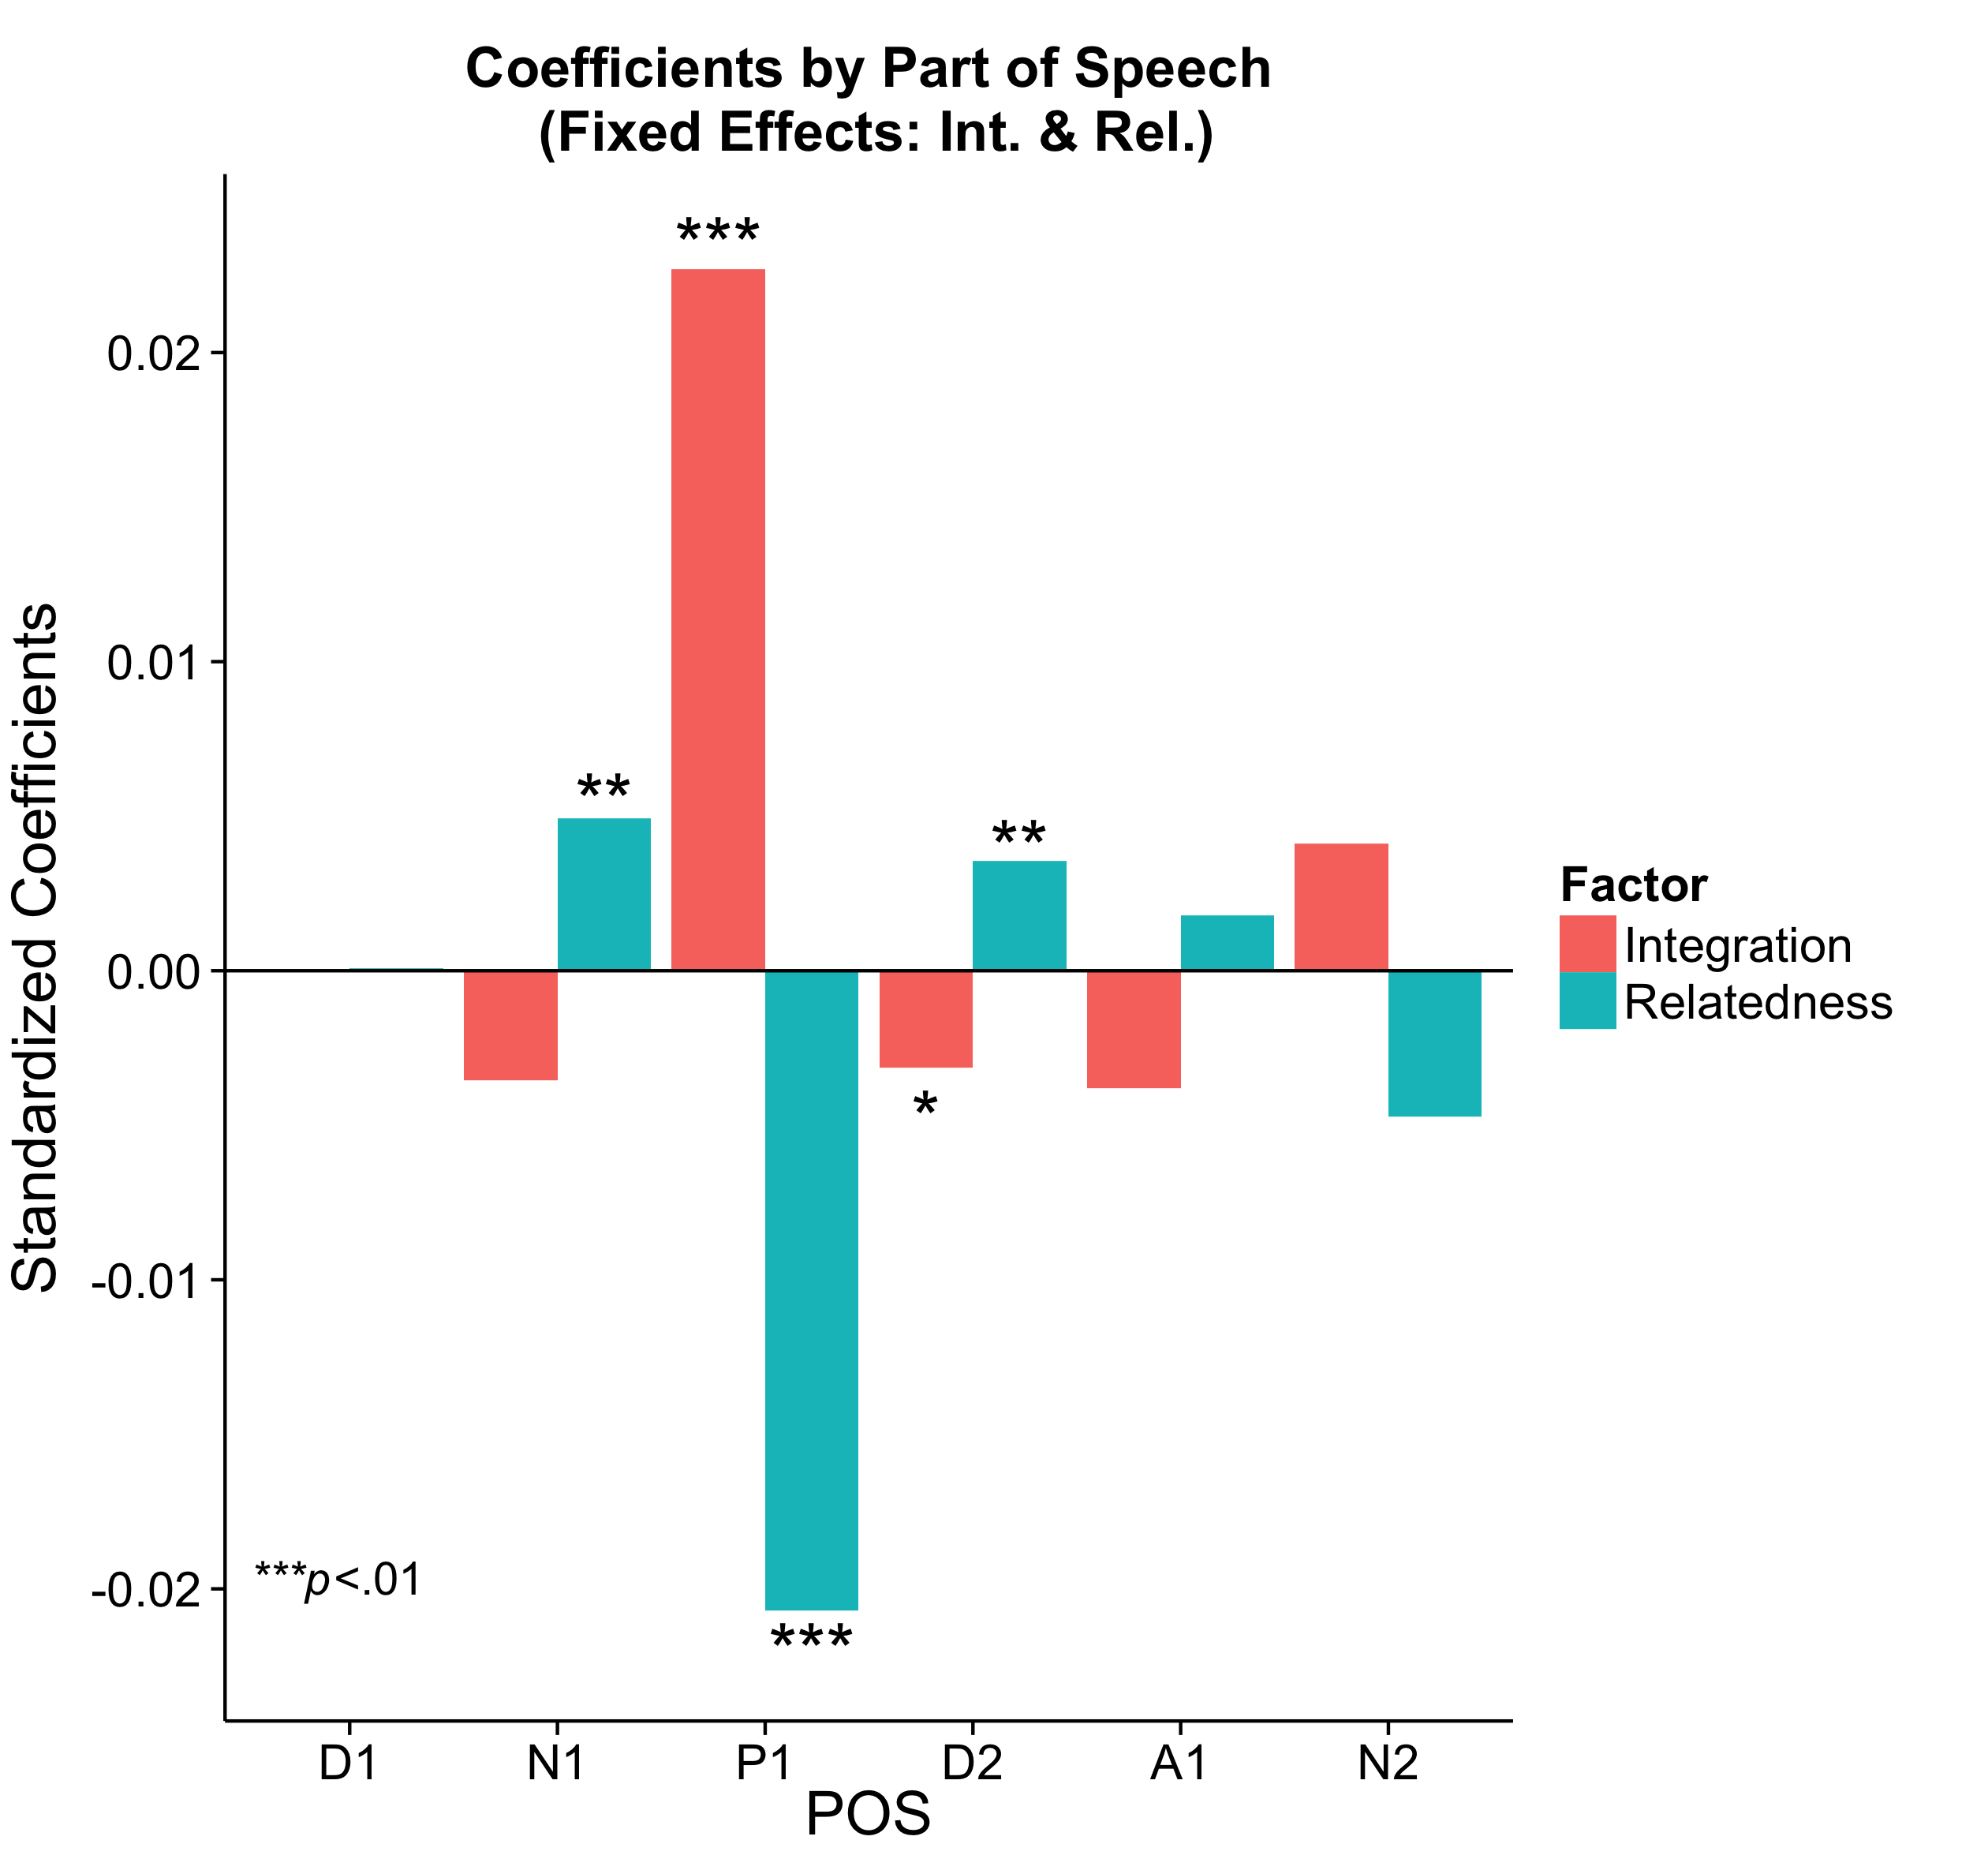 Coefficients by Part of Speech
(Fixed Effects: Int. & Rel.)
***
0.02
0.01
**
**
Standardized Coefficients
Factor
Integration
Relatedness
0.00
*
-0.01
***p<.01
-0.02
***
D1 N1 P1 D2 A1 N2
POS